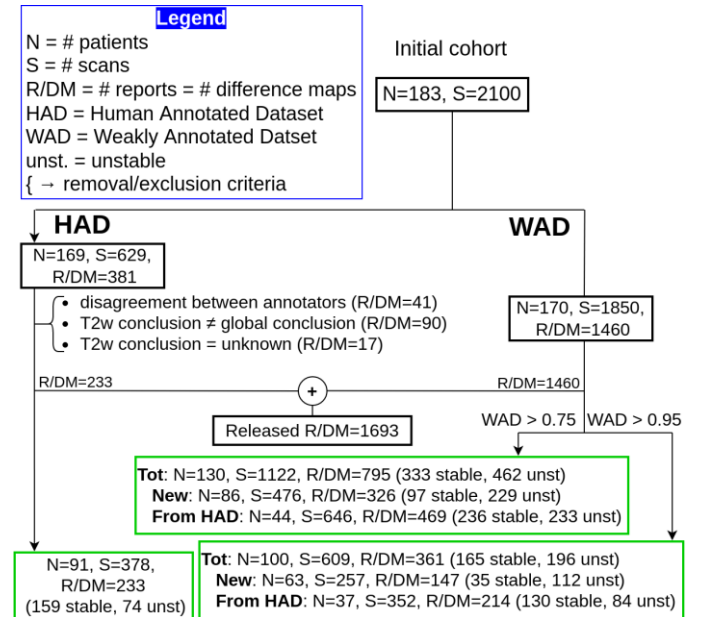 Legend
N = # patients
S = # scans
R/DM = # reports = # difference maps
HAD = Human Annotated Dataset
WAD = Weakly Annotated Datset
unst. = unstable
{ → removal/exclusion criteria
Initial cohort
N=183, S=2100
HAD
WAD
N=169, S=629,
R/DM=381
• disagreement between annotators (R/DM=41)
• T2w conclusion ≠ global conclusion (R/DM=90)
• T2w conclusion = unknown (R/DM=17)
N=170, S=1850,
R/DM=1460
R/DM=233
+
R/DM=1460
Released R/DM=1693
WAD > 0.75
WAD > 0.95
Tot: N=130, S=1122, R/DM=795 (333 stable, 462 unst)
New: N=86, S=476, R/DM=326 (97 stable, 229 unst)
From HAD: N=44, S=646, R/DM=469 (236 stable, 233 unst)
N=91, S=378,
R/DM=233
(159 stable, 74 unst)
Tot: N=100, S=609, R/DM=361 (165 stable, 196 unst)
New: N=63, S=257, R/DM=147 (35 stable, 112 unst)
From HAD: N=37, S=352, R/DM=214 (130 stable, 84 unst)